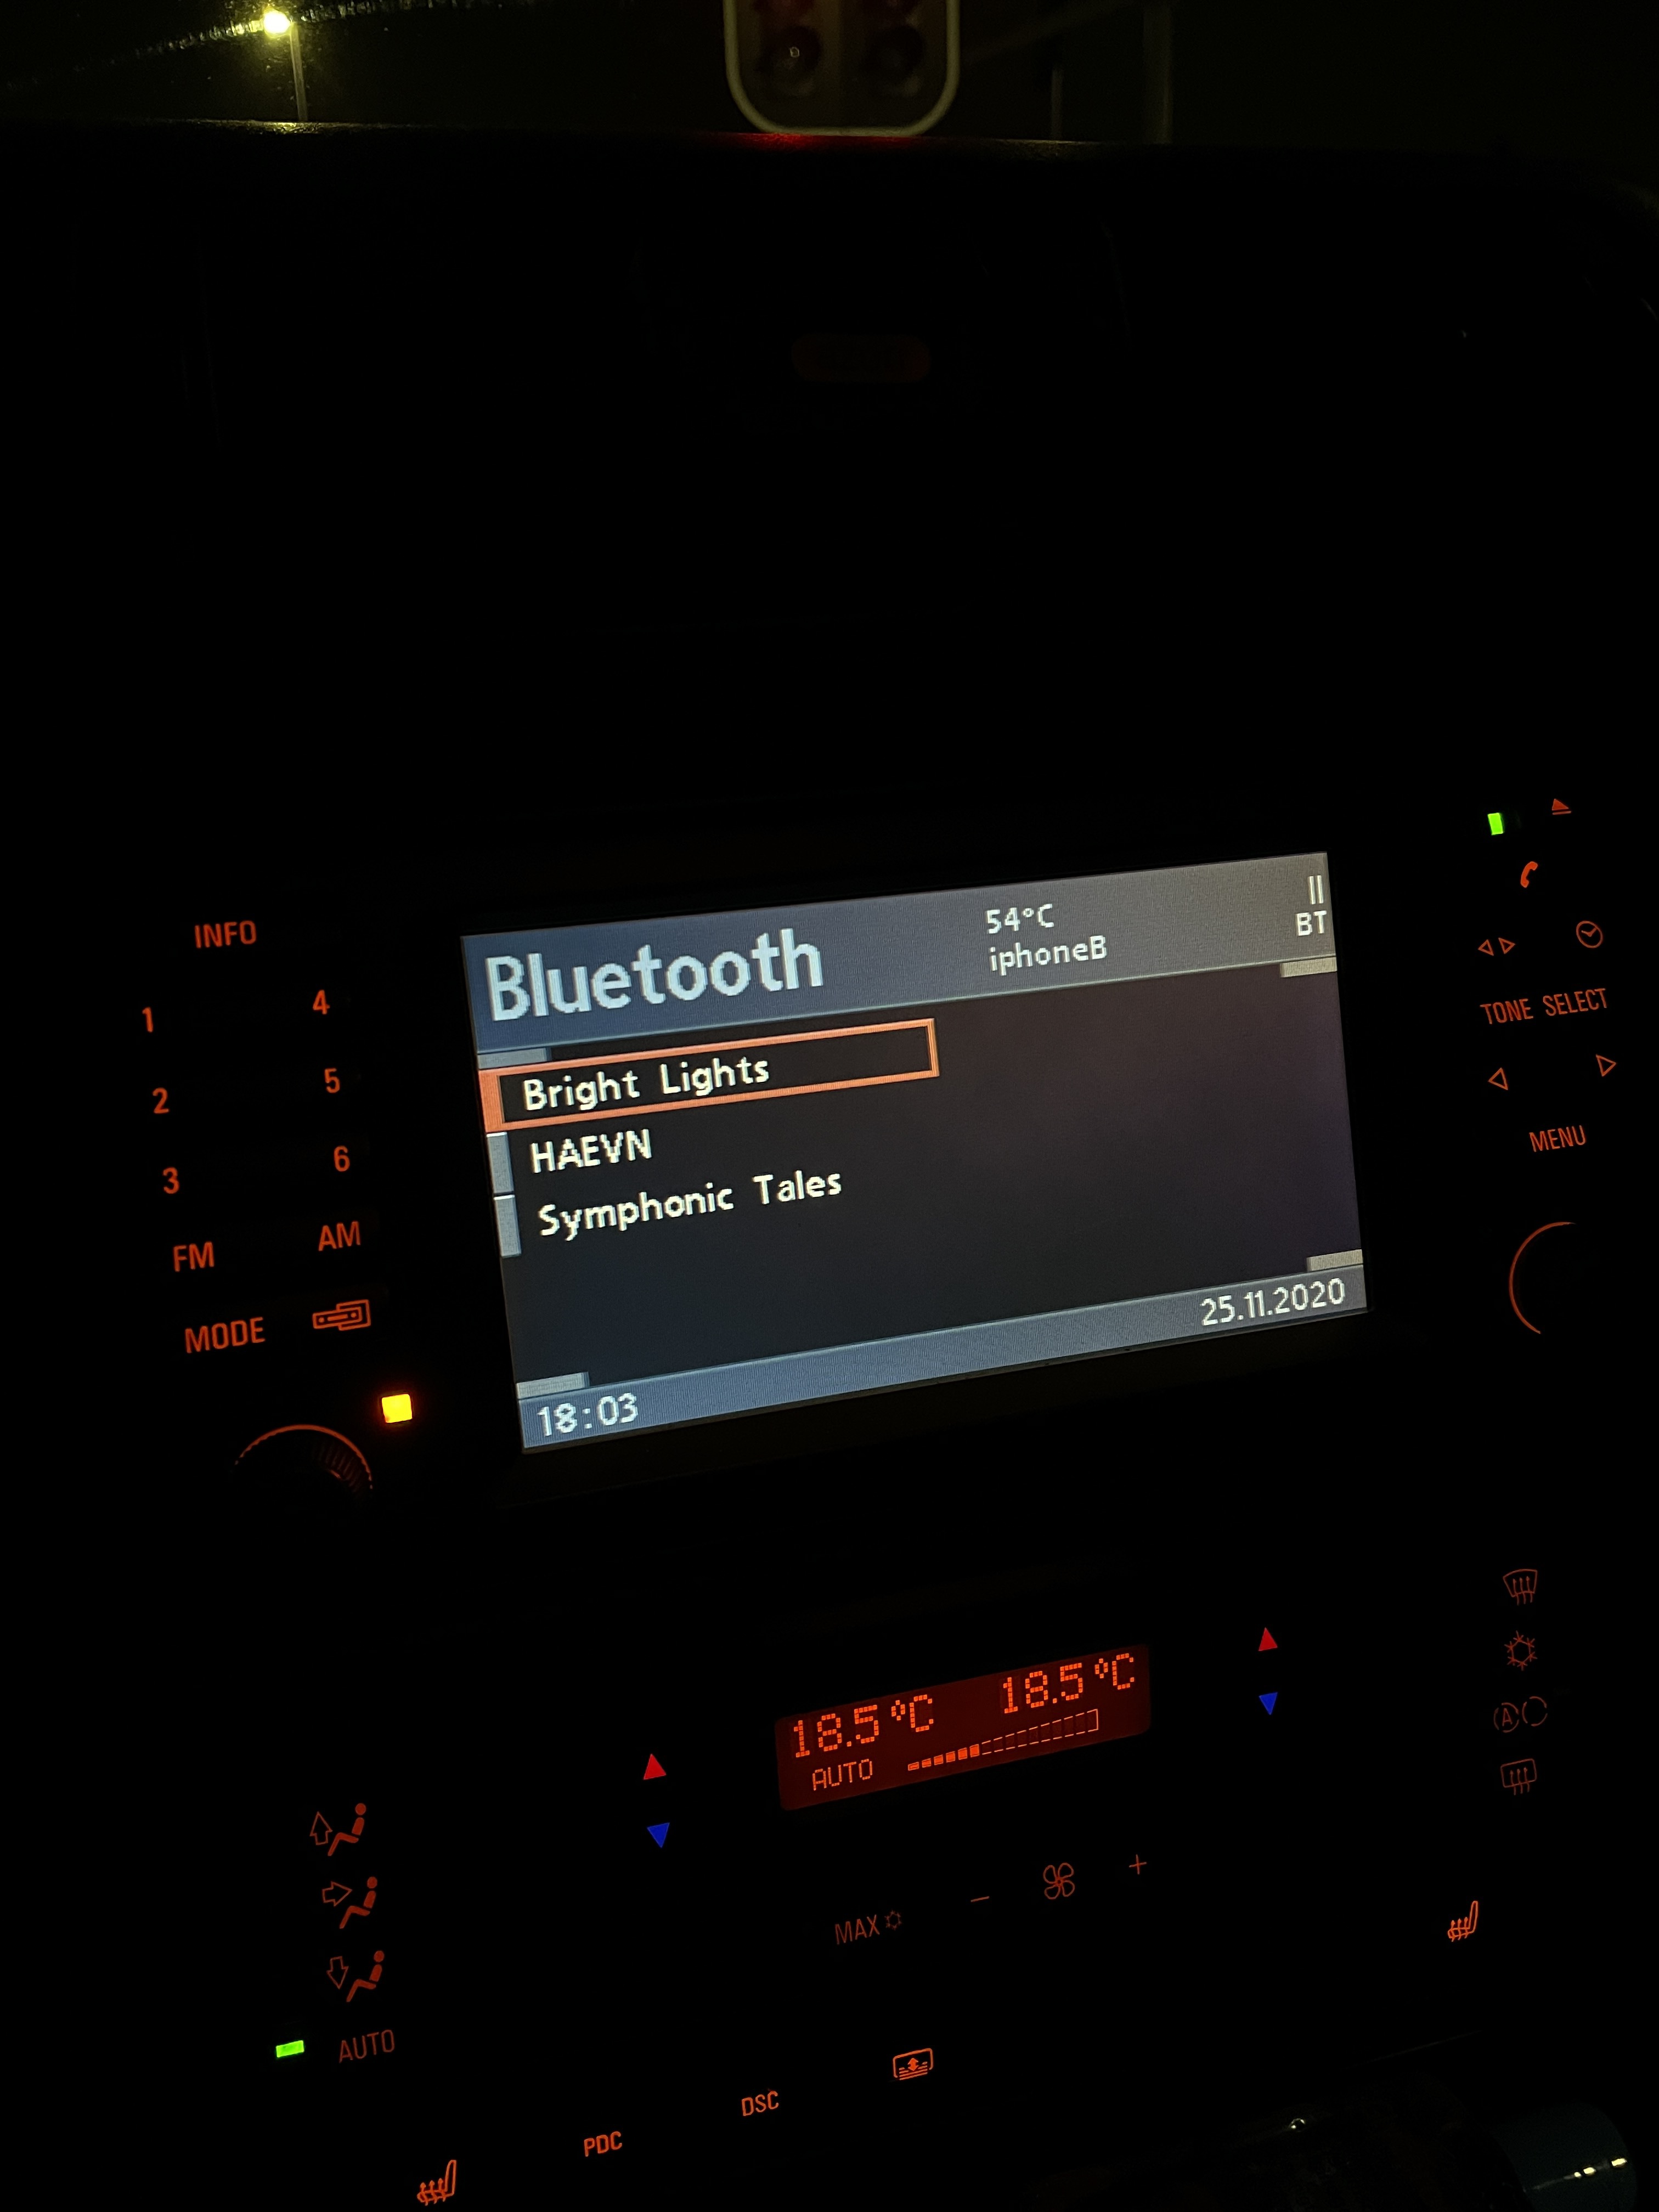 INFO
1 4
2 5
3 6
FM AM
MODE
Bluetooth
54°C
iphoneB
BT
Bright Lights
HAEVN
Symphonic Tales
25.11.2020
18:03
TONE SELECT
MENU
18.5°C 18.5°C
AUTO
(A)
MAX
− +
AUTO
DSC
PDC